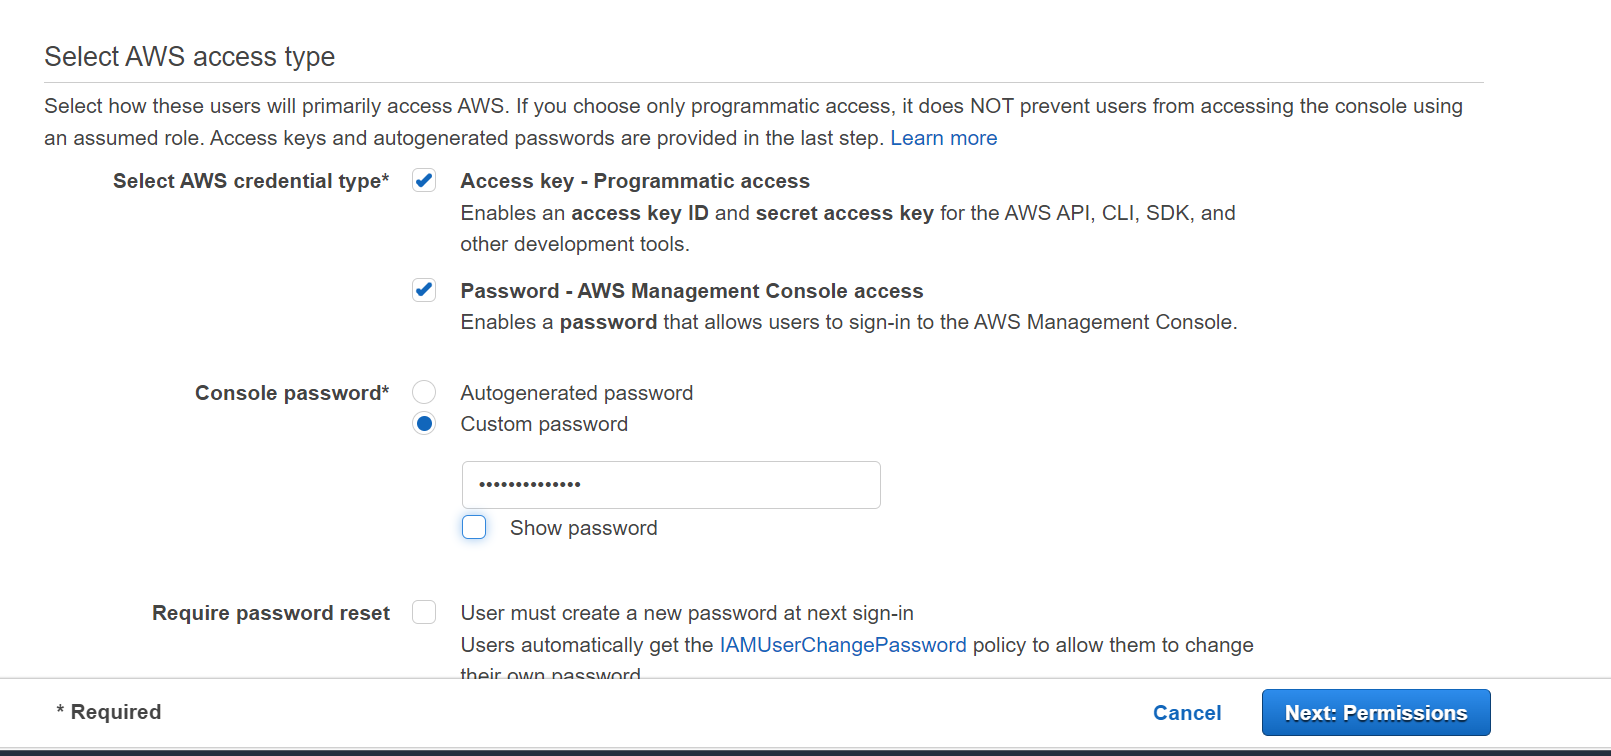 Select AWS access type
Select how these users will primarily access AWS. If you choose only programmatic access, it does NOT prevent users from accessing the console using
an assumed role. Access keys and autogenerated passwords are provided in the last step. Learn more
Select AWS credential type*
Access key - Programmatic access
Enables an access key ID and secret access key for the AWS API, CLI, SDK, and
other development tools.
Password - AWS Management Console access
Enables a password that allows users to sign-in to the AWS Management Console.
Console password*
Autogenerated password
Custom password
••••••••••••••
Show password
Require password reset
User must create a new password at next sign-in
Users automatically get the IAMUserChangePassword policy to allow them to change
their own password
* Required
Cancel
Next: Permissions